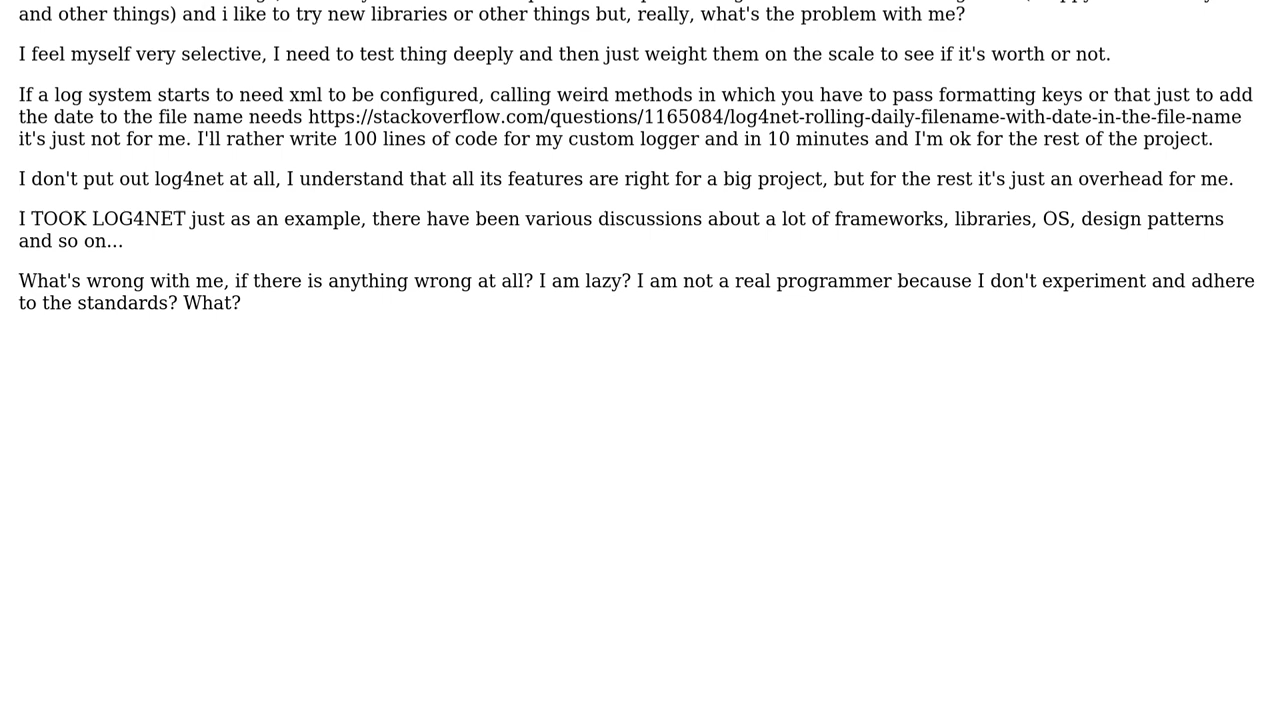 and other things) and i like to try new libraries or other things but, really, what's the problem with me?
I feel myself very selective, I need to test thing deeply and then just weight them on the scale to see if it's worth or not.
If a log system starts to need xml to be configured, calling weird methods in which you have to pass formatting keys or that just to add
the date to the file name needs https://stackoverflow.com/questions/1165084/log4net-rolling-daily-filename-with-date-in-the-file-name
it's just not for me. I'll rather write 100 lines of code for my custom logger and in 10 minutes and I'm ok for the rest of the project.
I don't put out log4net at all, I understand that all its features are right for a big project, but for the rest it's just an overhead for me.
I TOOK LOG4NET just as an example, there have been various discussions about a lot of frameworks, libraries, OS, design patterns
and so on...
What's wrong with me, if there is anything wrong at all? I am lazy? I am not a real programmer because I don't experiment and adhere
to the standards? What?